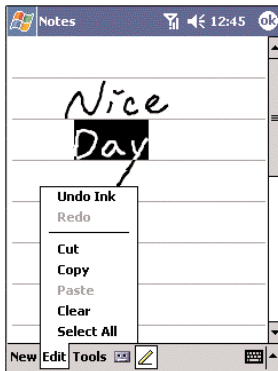 Notes 12:45 ok
Nice
Day
Undo Ink
Redo
Cut
Copy
Paste
Clear
Select All
New Edit Tools